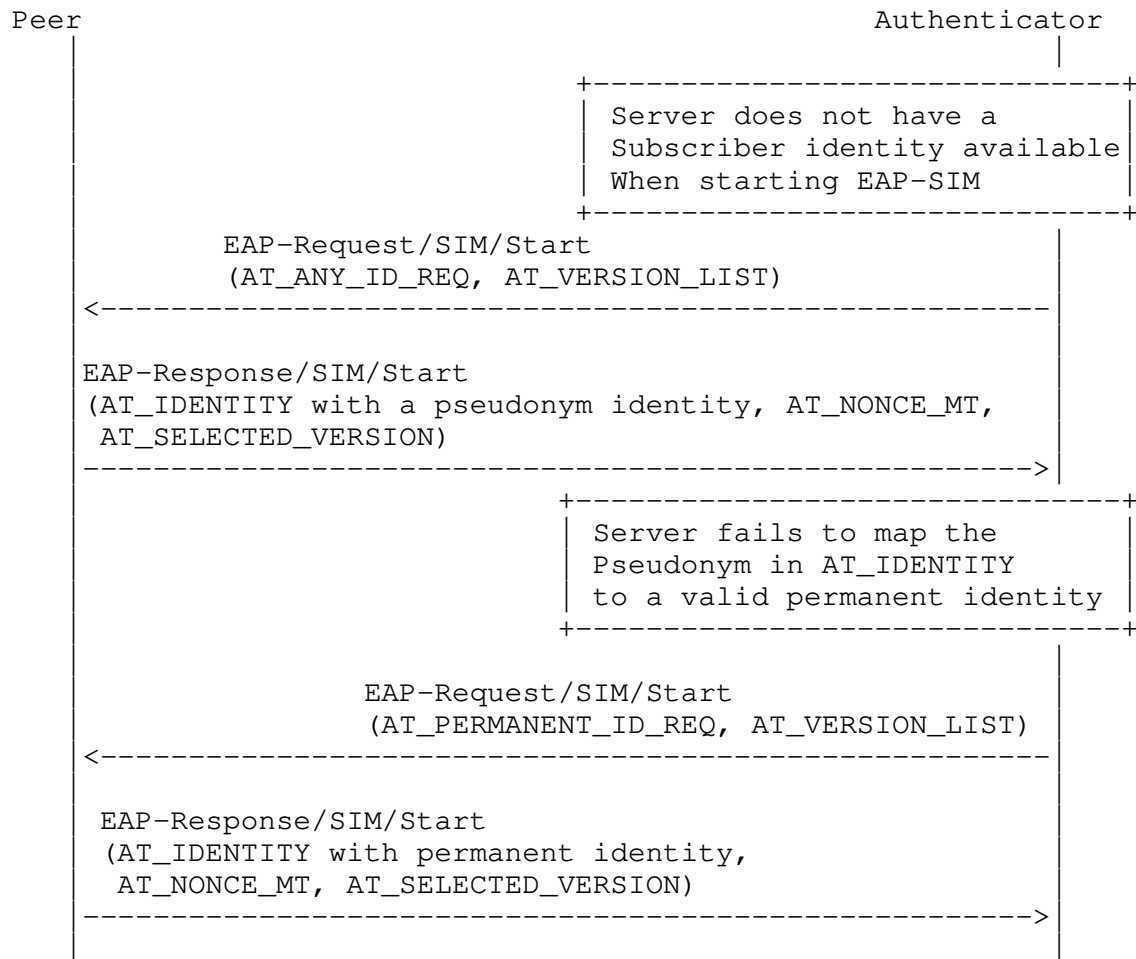 Peer Authenticator
Server does not have a
Subscriber identity available
When starting EAP-SIM
EAP-Request/SIM/Start
(AT_ANY_ID_REQ, AT_VERSION_LIST)
EAP-Response/SIM/Start
(AT_IDENTITY with a pseudonym identity, AT_NONCE_MT,
AT_SELECTED_VERSION)
Server fails to map the
Pseudonym in AT_IDENTITY
to a valid permanent identity
EAP-Request/SIM/Start
(AT_PERMANENT_ID_REQ, AT_VERSION_LIST)
EAP-Response/SIM/Start
(AT_IDENTITY with permanent identity,
AT_NONCE_MT, AT_SELECTED_VERSION)